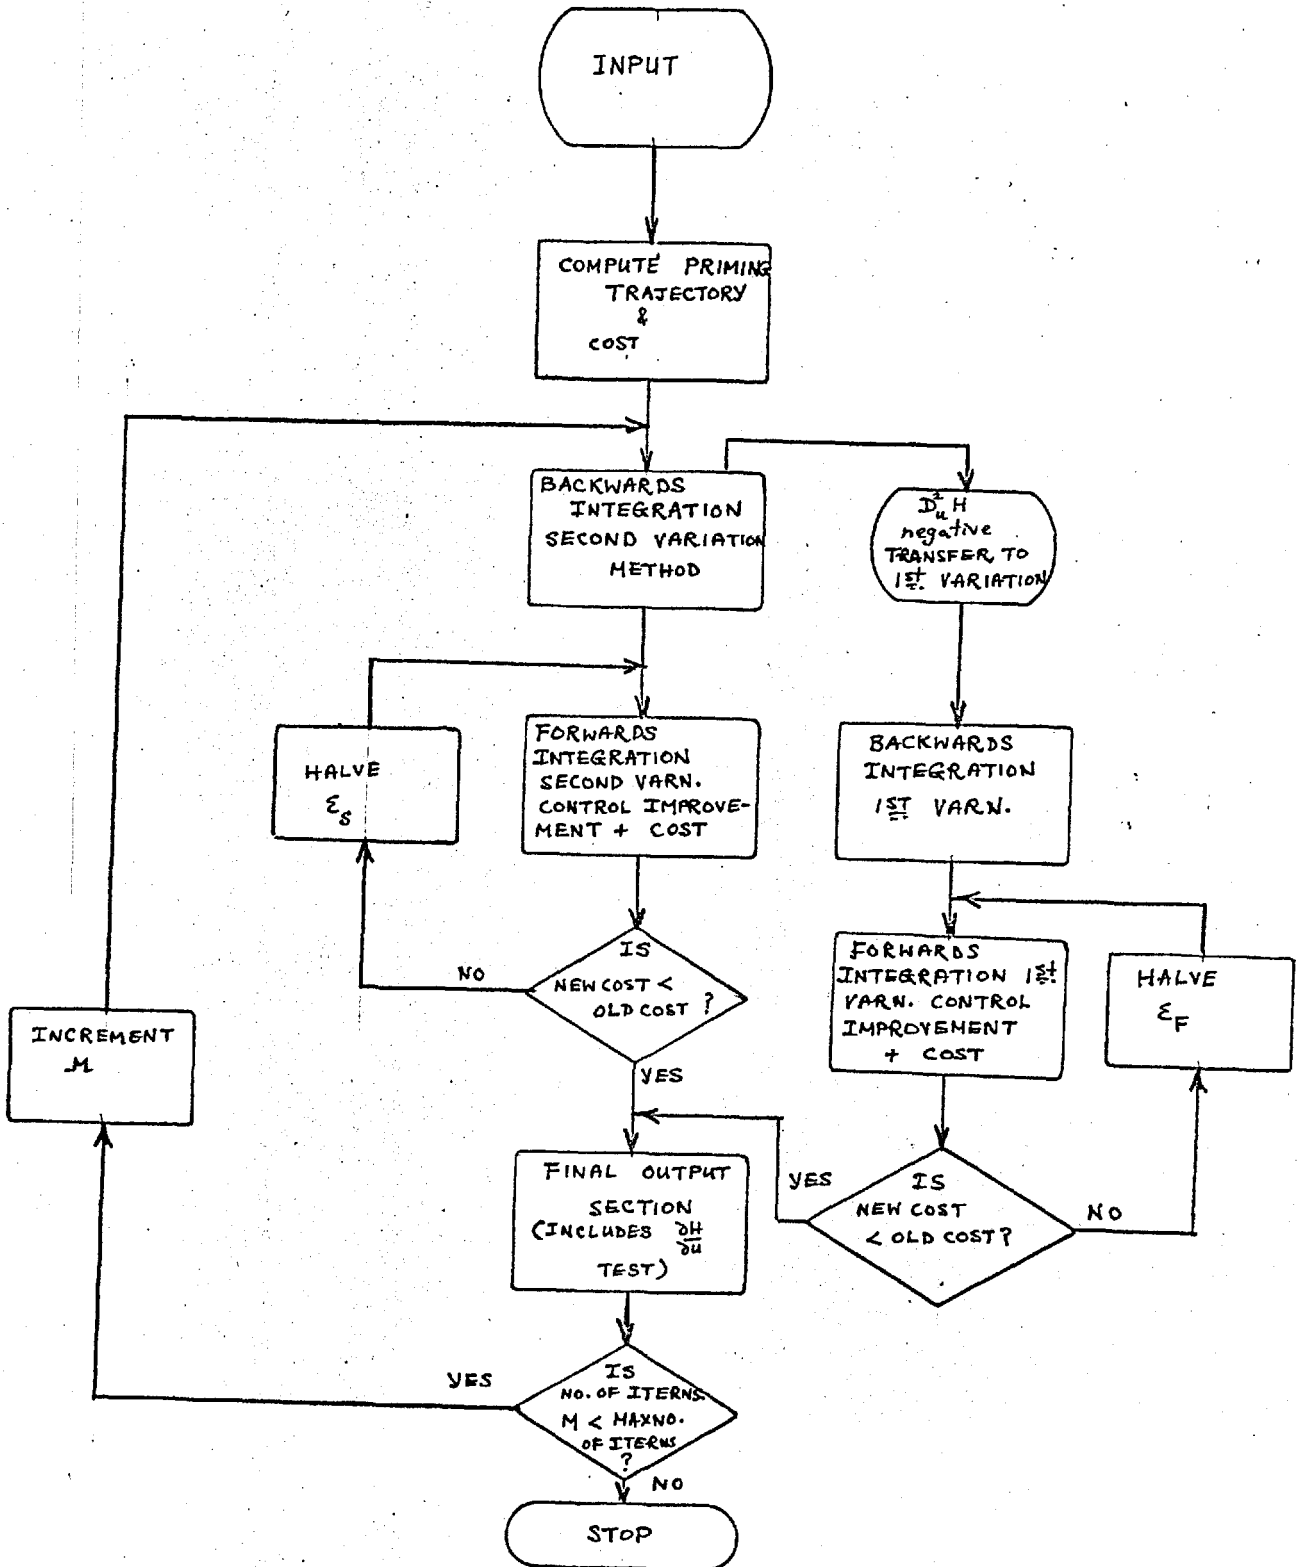 INPUT
COMPUTE PRIMING
TRAJECTORY
&
COST
BACKWARDS
INTEGRATION
SECOND VARIATION
METHOD
D²ᵤH
negative
TRANSFER TO
1st. VARIATION
HALVE
εS
FORWARDS
INTEGRATION
SECOND VARN.
CONTROL IMPROVE-
MENT + COST
BACKWARDS
INTEGRATION
1ST. VARN.
IS
NEW COST <
OLD COST ?
NO
YES
FORWARDS
INTEGRATION 1st.
VARN. CONTROL
IMPROVEMENT
+ COST
HALVE
εF
INCREMENT
M
FINAL OUTPUT
SECTION
(INCLUDES ∂H/∂u
TEST)
YES
IS
NEW COST
< OLD COST?
NO
YES
IS
NO. OF ITERNS.
M < MAXNO.
OF ITERNS
?
NO
STOP